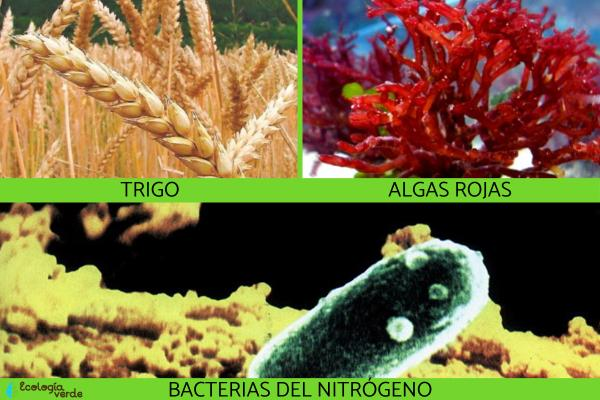 TRIGO
ALGAS ROJAS
BACTERIAS DEL NITRÓGENO
Ecología
verde